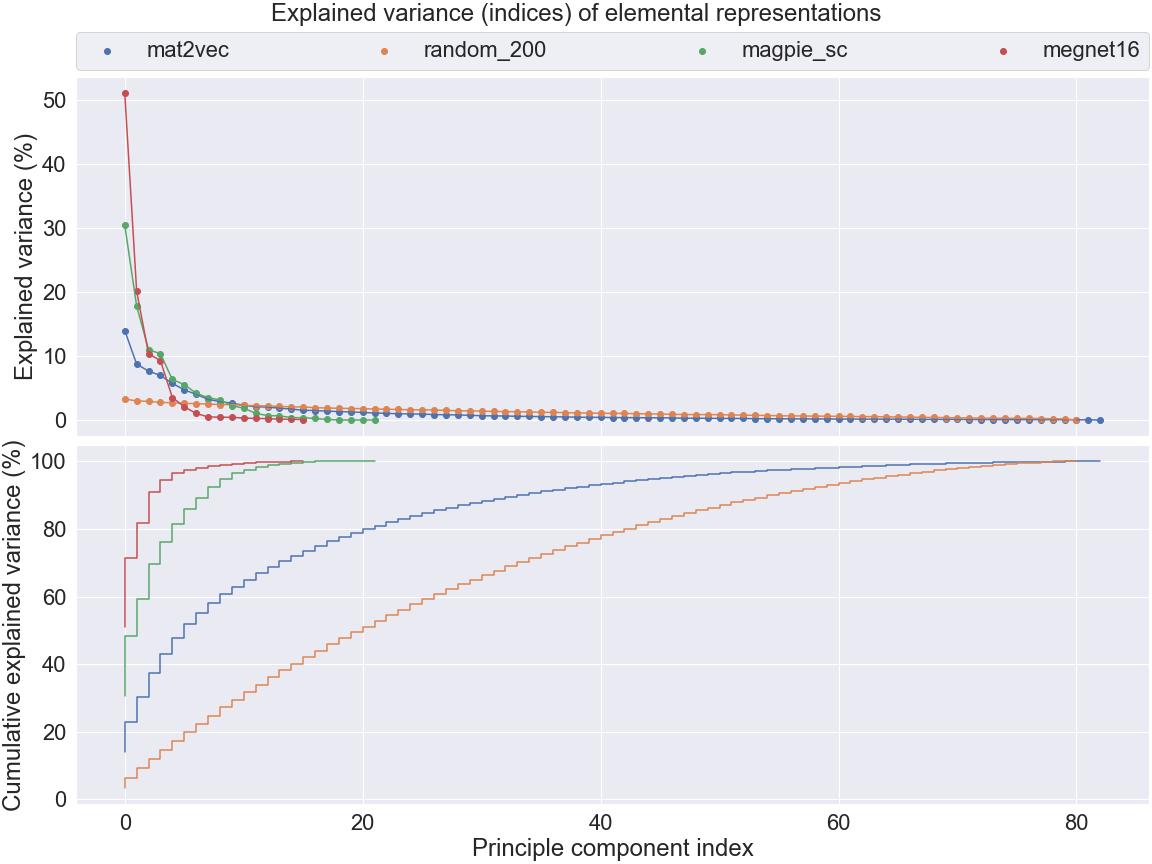 Explained variance (indices) of elemental representations
mat2vec random_200 magpie_sc megnet16
Explained variance (%)
50
40
30
20
10
0
Cumulative explained variance (%)
100
80
60
40
20
0
0 20 40 60 80
Principle component index